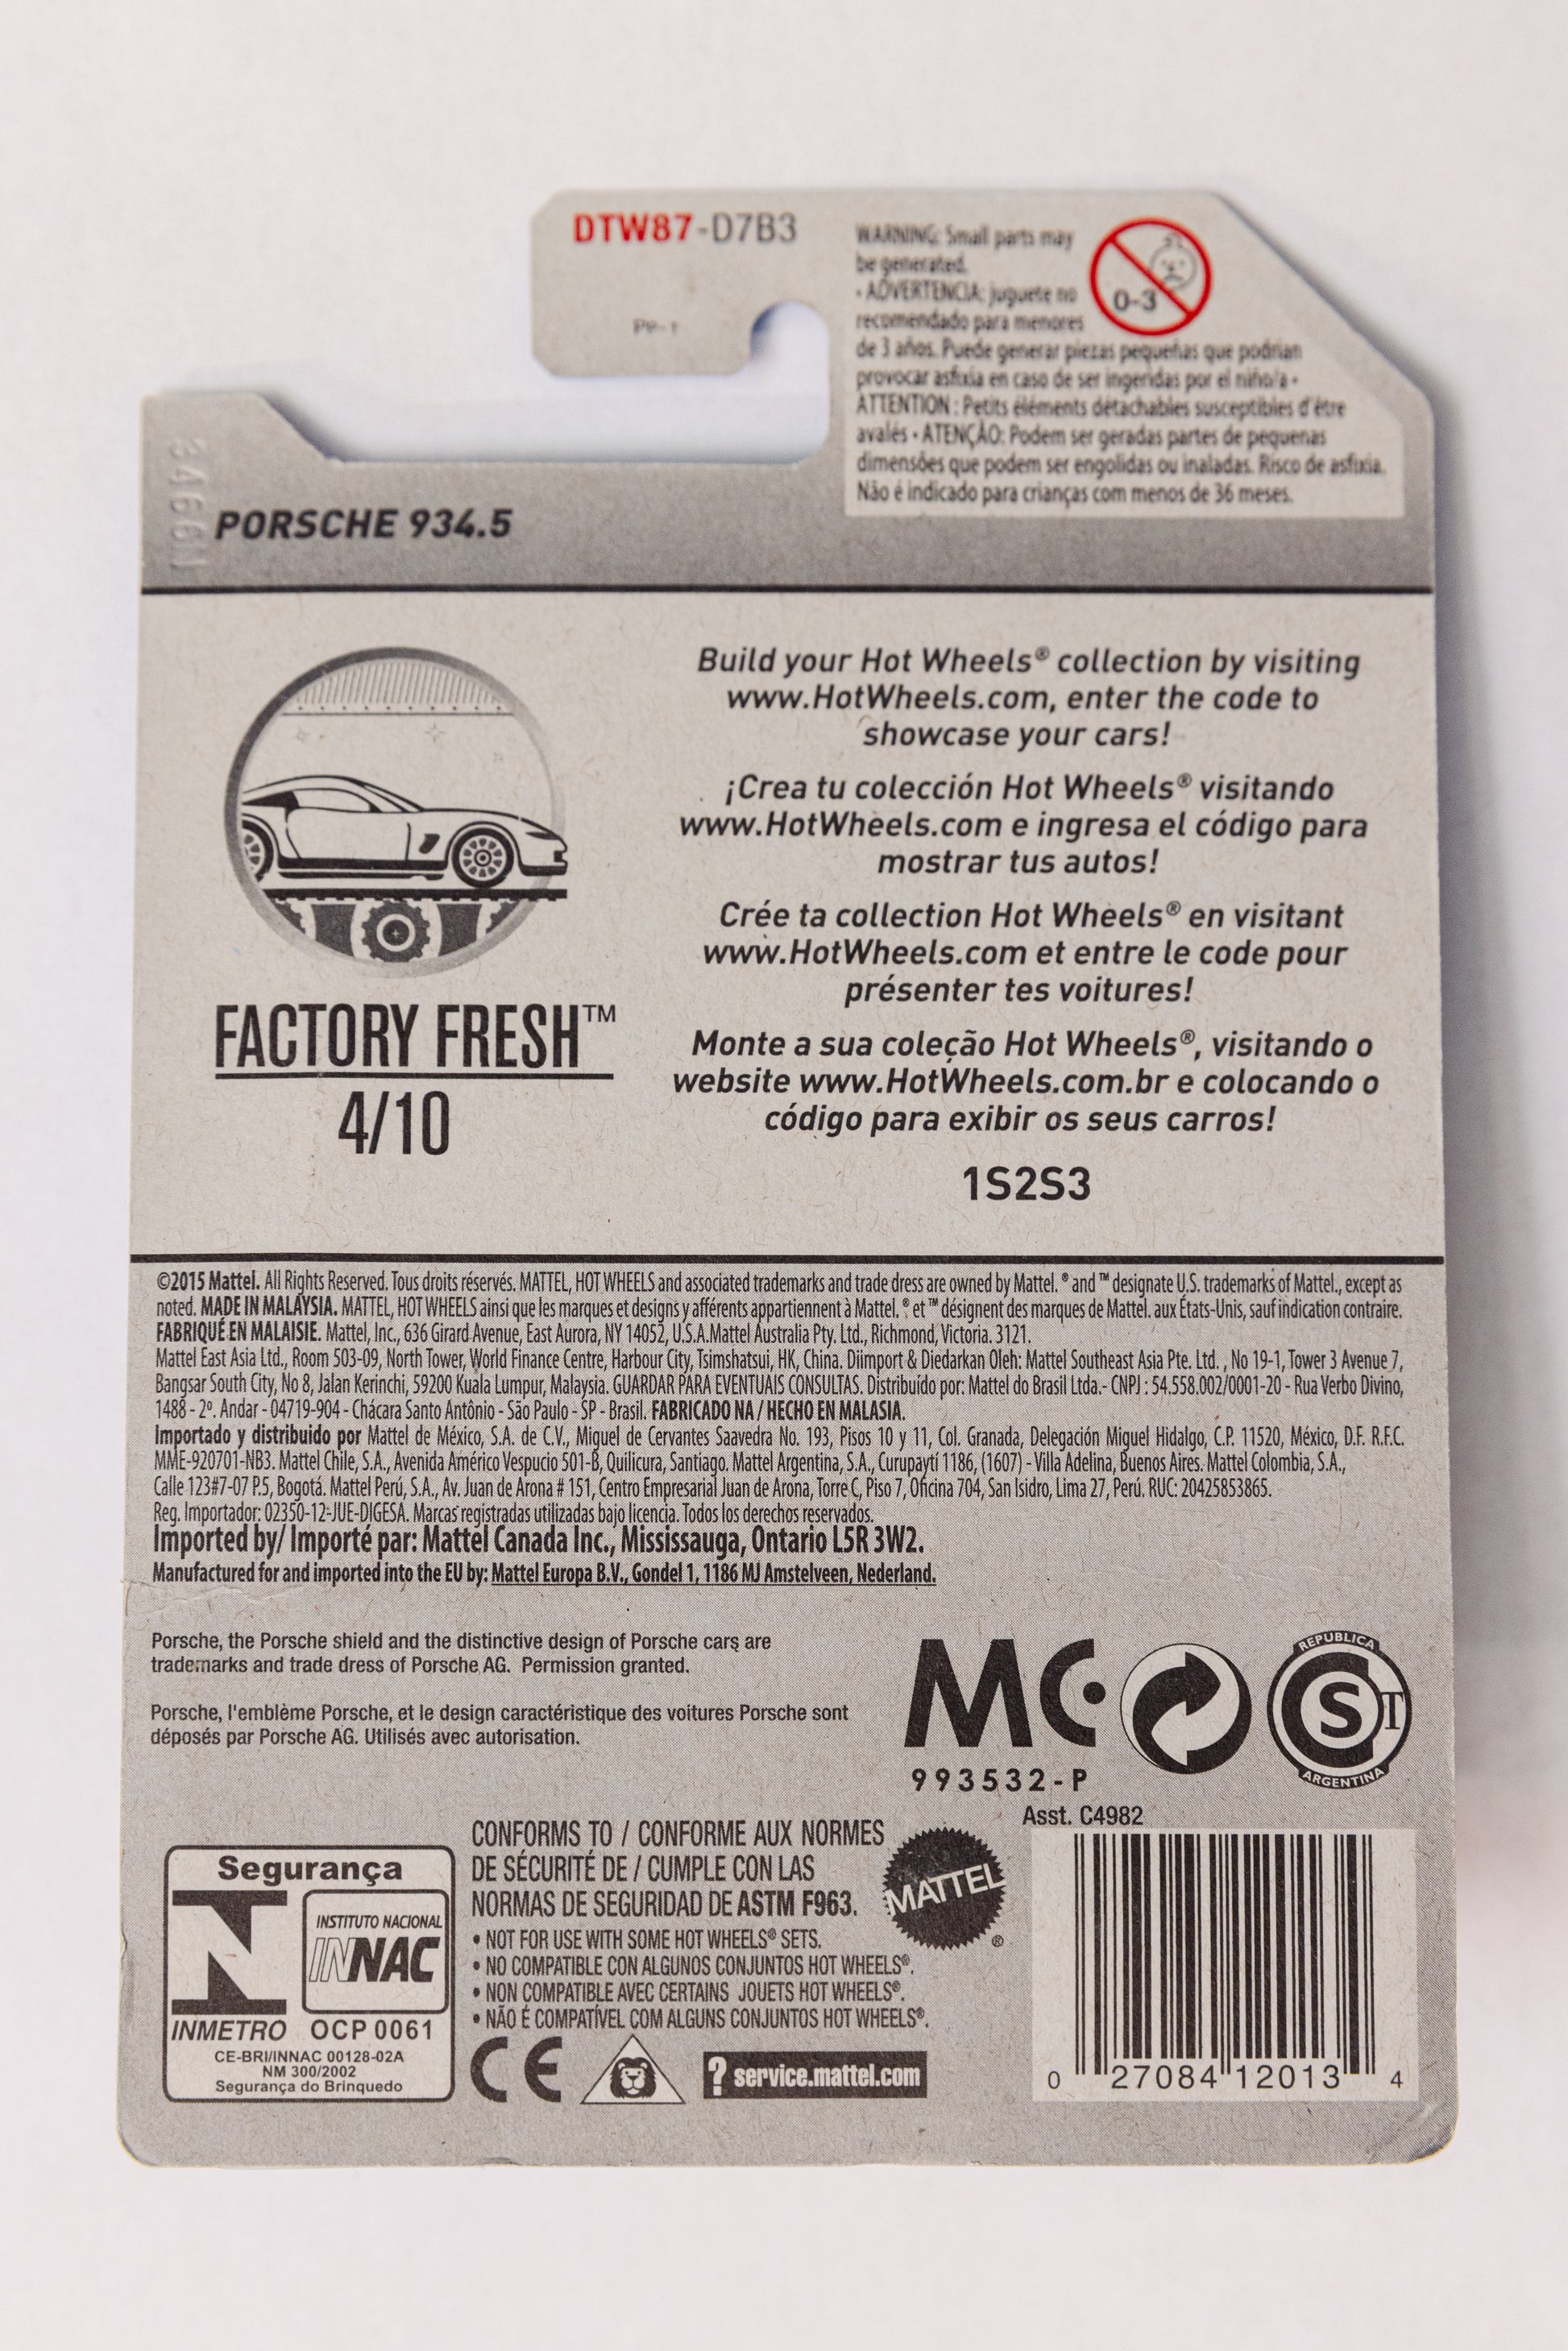 DTW87-D7B3
PP-1
WARNING: Small parts may
be generated.
• ADVERTENCIA: juguete no
recomendado para menores
de 3 años. Puede generar piezas pequeñas que podrían
provocar asfixia en caso de ser ingeridas por el niño/a •
ATTENTION : Petits éléments détachables susceptibles d'être
avalés • ATENÇÃO: Podem ser geradas partes de pequenas
dimensões que podem ser engolidas ou inaladas. Risco de asfixia.
Não é indicado para crianças com menos de 36 meses.
0-3
PORSCHE 934.5
FACTORY FRESH™
4/10
Build your Hot Wheels® collection by visiting
www.HotWheels.com, enter the code to
showcase your cars!
¡Crea tu colección Hot Wheels® visitando
www.HotWheels.com e ingresa el código para
mostrar tus autos!
Crée ta collection Hot Wheels® en visitant
www.HotWheels.com et entre le code pour
présenter tes voitures!
Monte a sua coleção Hot Wheels®, visitando o
website www.HotWheels.com.br e colocando o
código para exibir os seus carros!
1S2S3
©2015 Mattel. All Rights Reserved. Tous droits réservés. MATTEL, HOT WHEELS and associated trademarks and trade dress are owned by Mattel. ® and ™ designate U.S. trademarks of Mattel., except as
noted. MADE IN MALAYSIA. MATTEL, HOT WHEELS ainsi que les marques et designs y afférents appartiennent à Mattel. ® et ™ désignent des marques de Mattel. aux États-Unis, sauf indication contraire.
FABRIQUÉ EN MALAISIE. Mattel, Inc., 636 Girard Avenue, East Aurora, NY 14052, U.S.A.Mattel Australia Pty. Ltd., Richmond, Victoria. 3121.
Mattel East Asia Ltd., Room 503-09, North Tower, World Finance Centre, Harbour City, Tsimshatsui, HK, China. Diimport & Diedarkan Oleh: Mattel Southeast Asia Pte. Ltd. , No 19-1, Tower 3 Avenue 7,
Bangsar South City, No 8, Jalan Kerinchi, 59200 Kuala Lumpur, Malaysia. GUARDAR PARA EVENTUAIS CONSULTAS. Distribuído por: Mattel do Brasil Ltda.- CNPJ : 54.558.002/0001-20 - Rua Verbo Divino,
1488 - 2º. Andar - 04719-904 - Chácara Santo Antônio - São Paulo - SP - Brasil. FABRICADO NA / HECHO EN MALASIA.
Importado y distribuido por Mattel de México, S.A. de C.V., Miguel de Cervantes Saavedra No. 193, Pisos 10 y 11, Col. Granada, Delegación Miguel Hidalgo, C.P. 11520, México, D.F. R.F.C.
MME-920701-NB3. Mattel Chile, S.A., Avenida Américo Vespucio 501-B, Quilicura, Santiago. Mattel Argentina, S.A., Curupaytí 1186, (1607) - Villa Adelina, Buenos Aires. Mattel Colombia, S.A.,
Calle 123#7-07 P.5, Bogotá. Mattel Perú, S.A., Av. Juan de Arona # 151, Centro Empresarial Juan de Arona, Torre C, Piso 7, Oficina 704, San Isidro, Lima 27, Perú. RUC: 20425853865.
Reg. Importador: 02350-12-JUE-DIGESA. Marcas registradas utilizadas bajo licencia. Todos los derechos reservados.
Imported by/ Importé par: Mattel Canada Inc., Mississauga, Ontario L5R 3W2.
Manufactured for and imported into the EU by: Mattel Europa B.V., Gondel 1, 1186 MJ Amstelveen, Nederland.
Porsche, the Porsche shield and the distinctive design of Porsche cars are
trademarks and trade dress of Porsche AG. Permission granted.
Porsche, l'emblème Porsche, et le design caractéristique des voitures Porsche sont
déposés par Porsche AG. Utilisés avec autorisation.
MC
993532-P
REPUBLICA
S T
ARGENTINA
Asst. C4982
Segurança
INSTITUTO NACIONAL
INNAC
INMETRO OCP 0061
CE-BRI/INNAC 00128-02A
NM 300/2002
Segurança do Brinquedo
CONFORMS TO / CONFORME AUX NORMES
DE SÉCURITÉ DE / CUMPLE CON LAS
NORMAS DE SEGURIDAD DE ASTM F963.
• NOT FOR USE WITH SOME HOT WHEELS® SETS.
• NO COMPATIBLE CON ALGUNOS CONJUNTOS HOT WHEELS®.
• NON COMPATIBLE AVEC CERTAINS JOUETS HOT WHEELS®.
• NÃO É COMPATÍVEL COM ALGUNS CONJUNTOS HOT WHEELS®.
MATTEL®
CE
? service.mattel.com
0 27084 12013 4